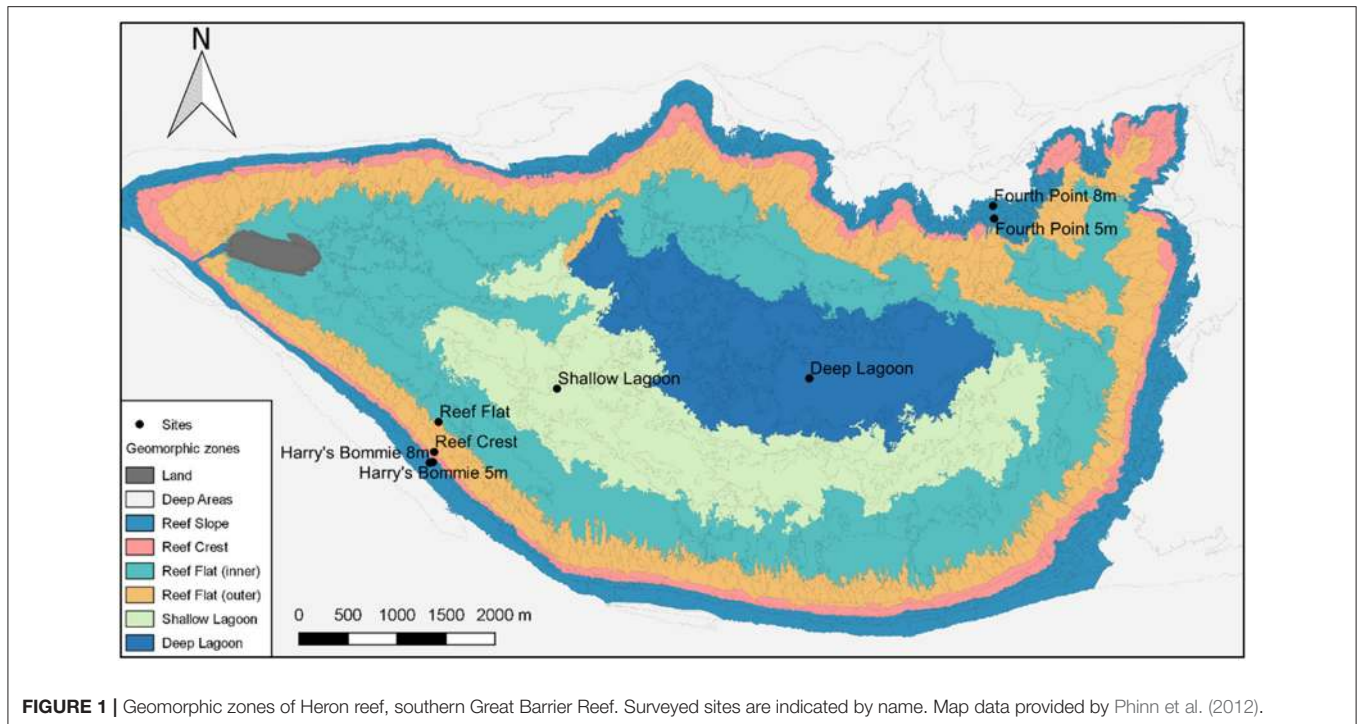 N
Fourth Point 8m
Fourth Point 5m
Deep Lagoon
Shallow Lagoon
Reef Flat
Reef Crest
Harry's Bommie 8m
Harry's Bommie 5m
Sites
Geomorphic zones
Land
Deep Areas
Reef Slope
Reef Crest
Reef Flat (inner)
Reef Flat (outer)
Shallow Lagoon
Deep Lagoon
0 500 1000 1500 2000 m
FIGURE 1 | Geomorphic zones of Heron reef, southern Great Barrier Reef. Surveyed sites are indicated by name. Map data provided by Phinn et al. (2012).